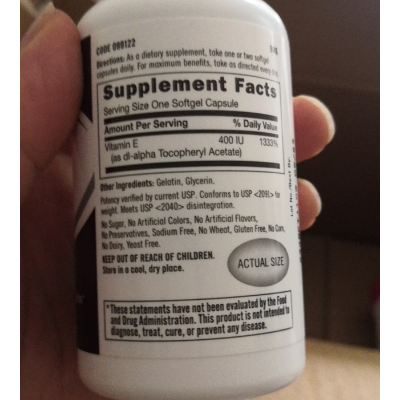 CODE 099122
Directions: As a dietary supplement, take one or two softgel
capsules daily. For maximum benefits, take as directed
Supplement Facts
Serving Size One Softgel Capsule
Amount Per Serving % Daily Value
Vitamin E 400 IU 1333%
(as dl-alpha Tocopheryl Acetate)
Other Ingredients: Gelatin, Glycerin.
Potency verified by current USP. Conforms to USP <2091> for
weight. Meets USP <2040> disintegration.
No Sugar, No Artificial Colors, No Artificial Flavors,
No Preservatives, Sodium Free, No Wheat, Gluten Free, No Corn,
No Dairy, Yeast Free.
KEEP OUT OF REACH OF CHILDREN.
Store in a cool, dry place.
ACTUAL SIZE
*These statements have not been evaluated by the Food
and Drug Administration. This product is not intended to
diagnose, treat, cure, or prevent any disease.
Lot No./Best By: